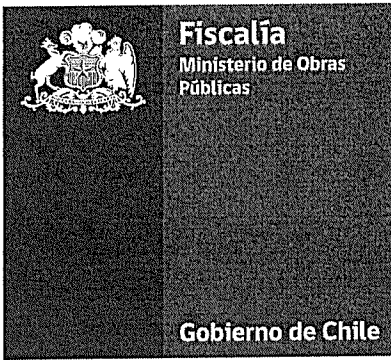 Fiscalía
Ministerio de Obras
Públicas
Gobierno de Chile